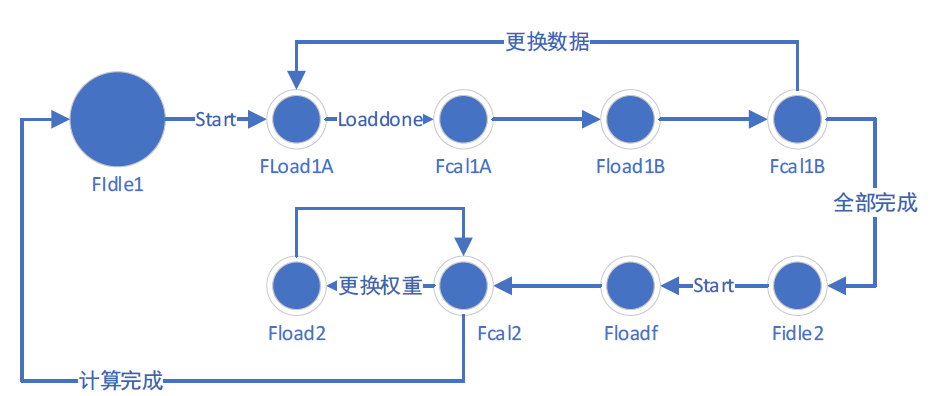 更换数据
Start
Loaddone
FIdle1
FLoad1A
Fcal1A
Fload1B
Fcal1B
全部完成
更换权重
Start
Fload2
Fcal2
Floadf
Fidle2
计算完成